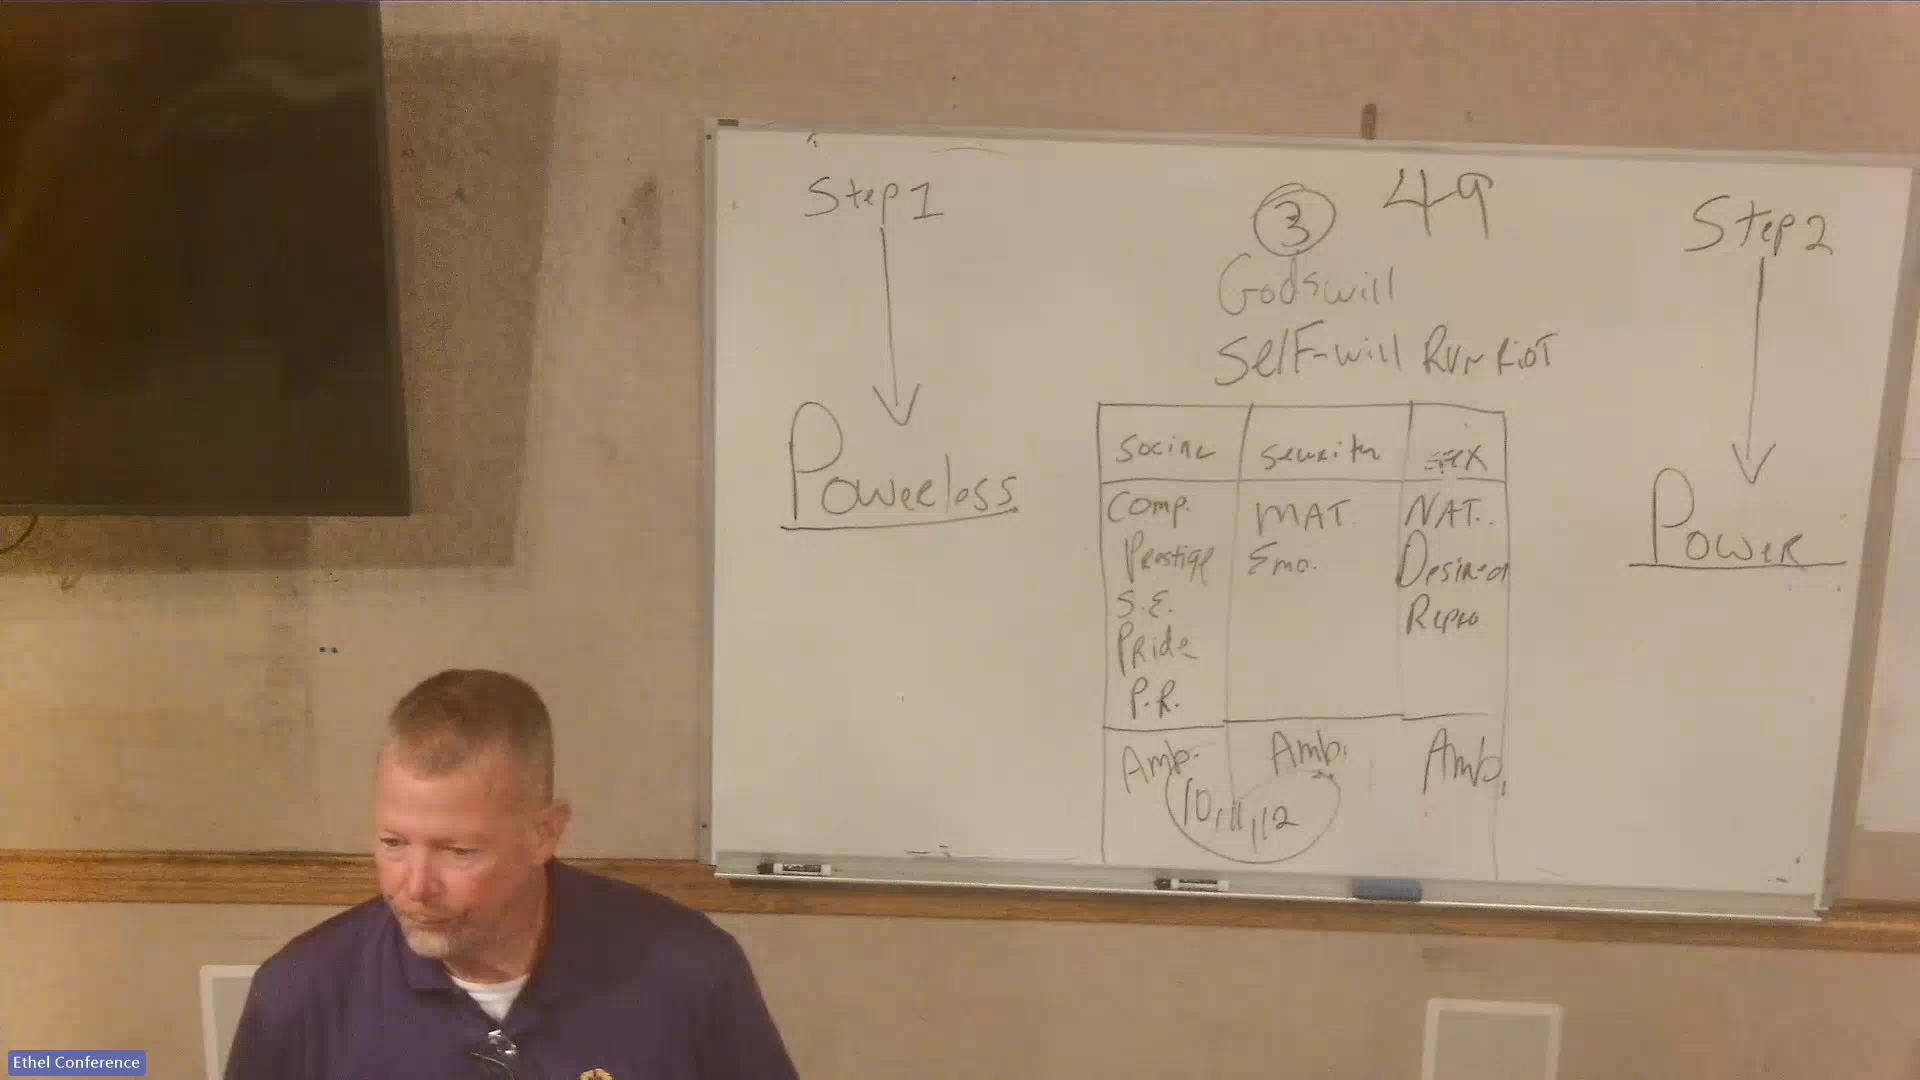 Step 1
Powerless
③ 49
Godswill
Self-will Run Riot
Social Security Sex
Comp. MAT. NAT.
Prestige Emo. Desired
S.E. Repro
Pride
P.R.
Amb. Amb. Amb.
10, 11, 12
Step 2
Power
Ethel Conference